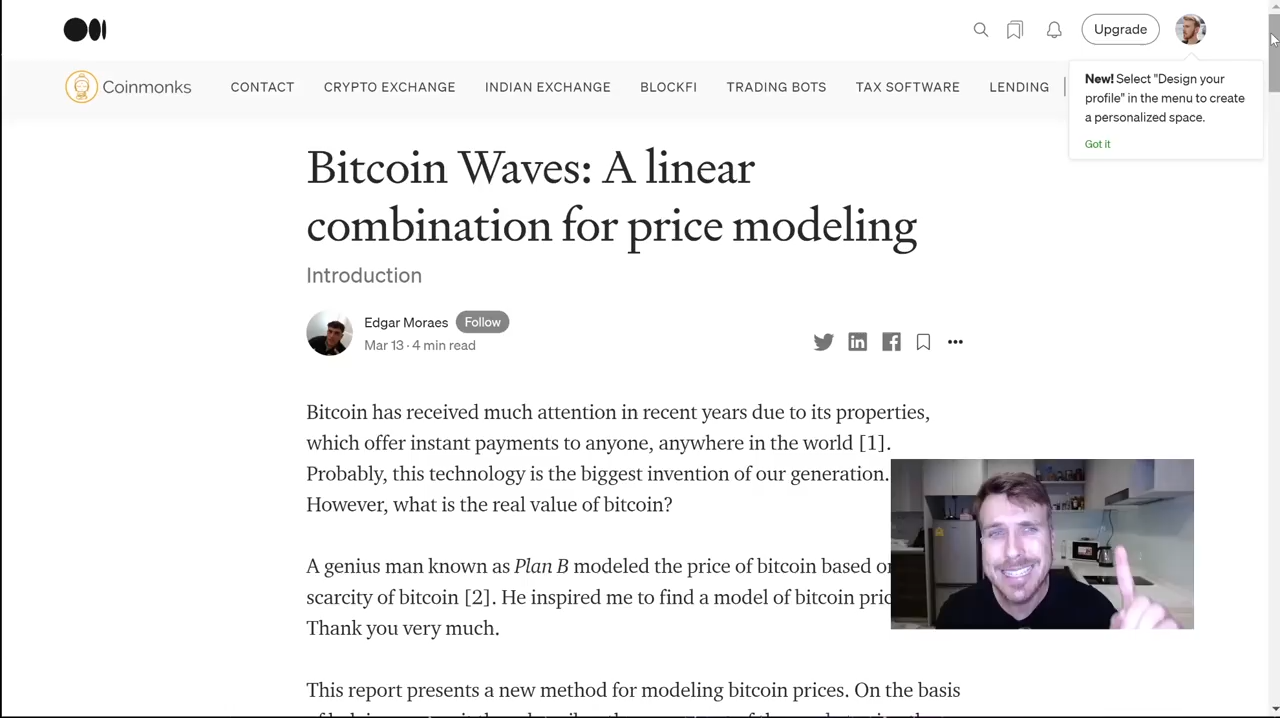 Upgrade
Coinmonks
CONTACT
CRYPTO EXCHANGE
INDIAN EXCHANGE
BLOCKFI
TRADING BOTS
TAX SOFTWARE
LENDING
New! Select "Design your
profile" in the menu to create
a personalized space.
Got it
Bitcoin Waves: A linear
combination for price modeling
Introduction
Edgar Moraes
Follow
Mar 13 · 4 min read
Bitcoin has received much attention in recent years due to its properties,
which offer instant payments to anyone, anywhere in the world [1].
Probably, this technology is the biggest invention of our generation.
However, what is the real value of bitcoin?
A genius man known as Plan B modeled the price of bitcoin based
scarcity of bitcoin [2]. He inspired me to find a model of bitcoin
Thank you very much.
This report presents a new method for modeling bitcoin prices. On the basis